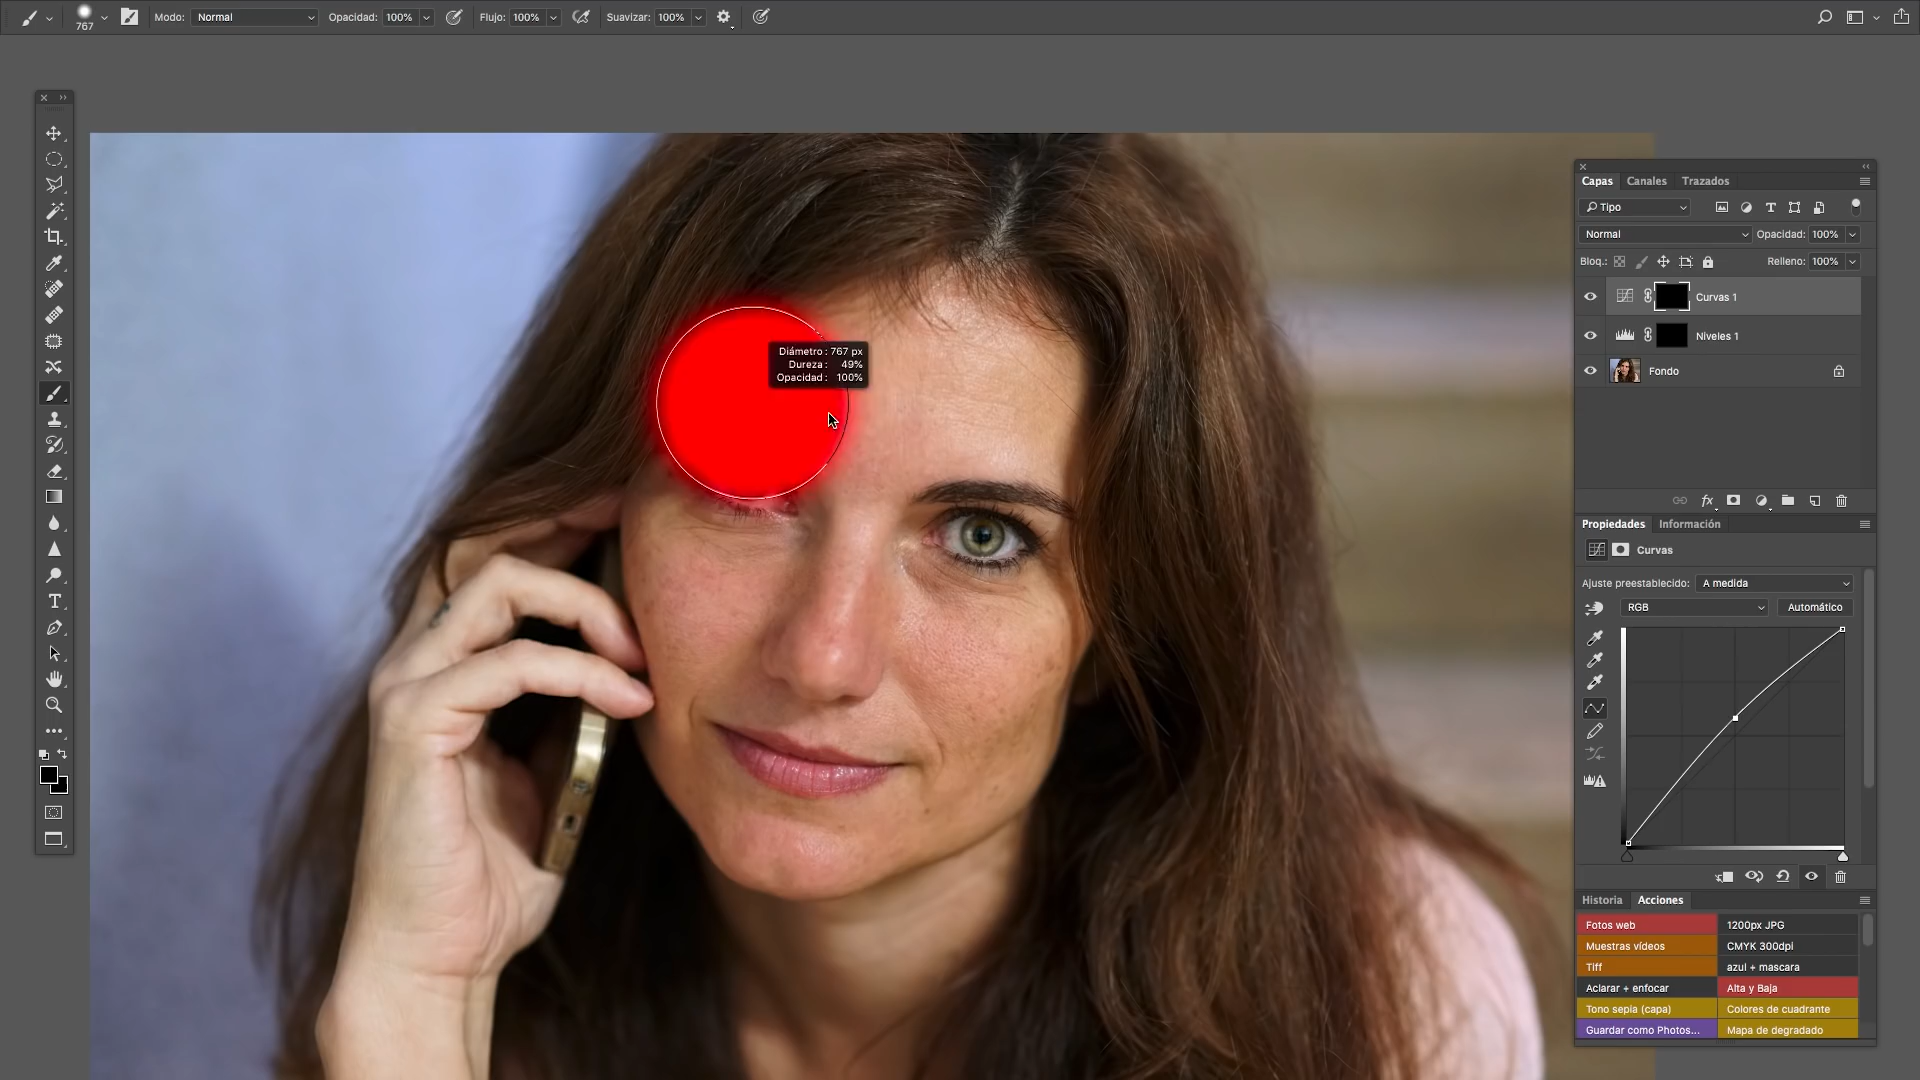 767
Modo: Normal
Opacidad: 100%
Flujo: 100%
Suavizar: 100%
Diámetro : 767 px
Dureza : 49%
Opacidad : 100%
Capas Canales Trazados
Tipo
Normal Opacidad: 100%
Bloq.: Relleno: 100%
Curvas 1
Niveles 1
Fondo
fx
Propiedades Información
Curvas
Ajuste preestablecido: A medida
RGB Automático
Historia Acciones
Fotos web 1200px JPG
Muestras vídeos CMYK 300dpi
Tiff azul + mascara
Aclarar + enfocar Alta y Baja
Tono sepia (capa) Colores de cuadrante
Guardar como Photos... Mapa de degradado